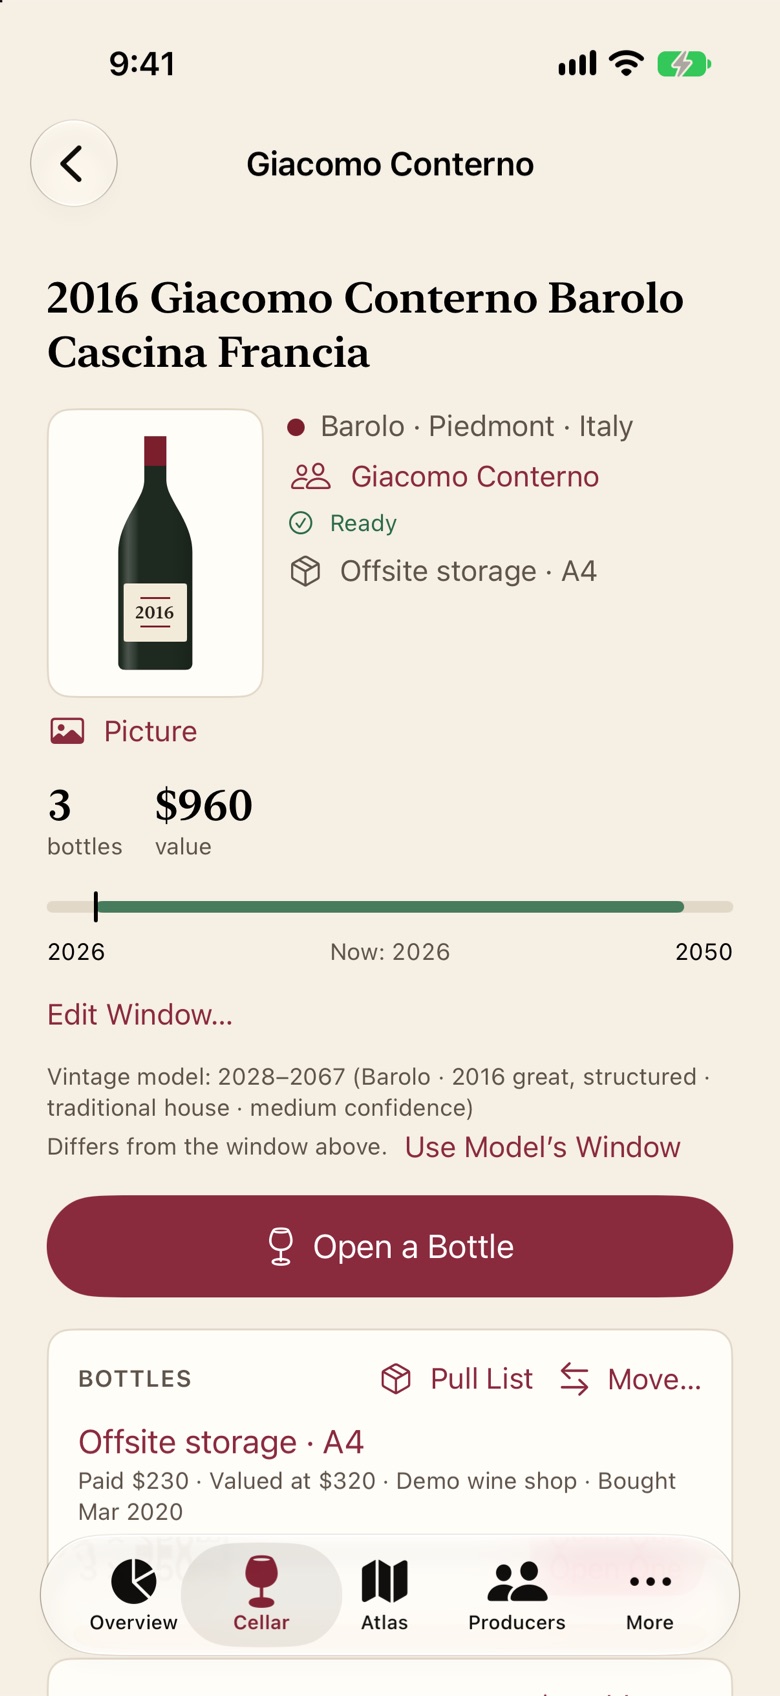 9:41
Giacomo Conterno
2016 Giacomo Conterno Barolo
Cascina Francia
2016
Barolo · Piedmont · Italy
Giacomo Conterno
Ready
Offsite storage · A4
Picture
3 $960
bottles value
2026 Now: 2026 2050
Edit Window...
Vintage model: 2028–2067 (Barolo · 2016 great, structured ·
traditional house · medium confidence)
Differs from the window above. Use Model’s Window
Open a Bottle
BOTTLES Pull List Move...
Offsite storage · A4
Paid $230 · Valued at $320 · Demo wine shop · Bought
Mar 2020
Overview Cellar Atlas Producers More